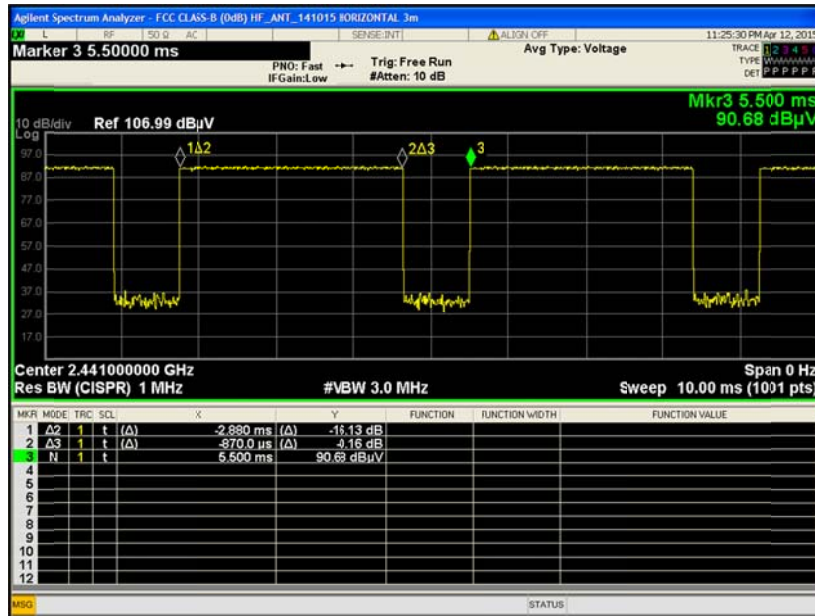 Agilent Spectrum Analyzer - FCC CLASS-B (0dB) HF_ANT_141015 HORIZONTAL 3m
LXI L RF 50 Ω AC SENSE:INT ALIGN OFF 11:25:30 PM Apr 12, 2015
Marker 3 5.50000 ms
PNO: Fast Trig: Free Run Avg Type: Voltage TRACE 1 2 3 4 5
IFGain:Low #Atten: 10 dB TYPE
DET P P P P P
Mkr3 5.500 ms
90.68 dBµV
10 dB/div Ref 106.99 dBµV
Log
97.0
87.0
77.0
67.0
57.0
47.0
37.0
27.0
17.0
1Δ2
2Δ3
3
Center 2.441000000 GHz Span 0 Hz
Res BW (CISPR) 1 MHz #VBW 3.0 MHz Sweep 10.00 ms (1001 pts)
MKR MODE TRC SCL X Y FUNCTION FUNCTION WIDTH FUNCTION VALUE
1 Δ2 1 t (Δ) -2.880 ms (Δ) -16.13 dB
2 Δ3 1 t (Δ) -870.0 µs (Δ) -0.16 dB
3 N 1 t 5.500 ms 90.68 dBµV
4
5
6
7
8
9
10
11
12
MSG STATUS